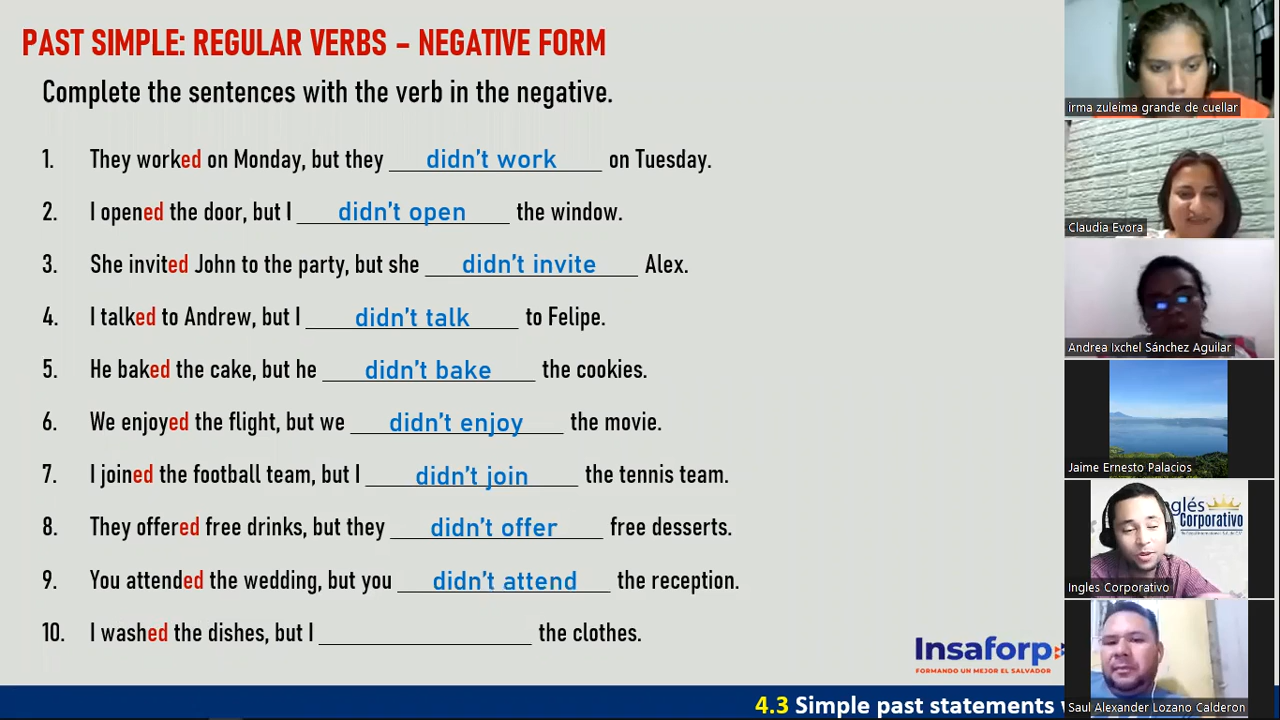 PAST SIMPLE: REGULAR VERBS – NEGATIVE FORM
Complete the sentences with the verb in the negative.
1. They worked on Monday, but they didn't work on Tuesday.
2. I opened the door, but I didn't open the window.
3. She invited John to the party, but she didn't invite Alex.
4. I talked to Andrew, but I didn't talk to Felipe.
5. He baked the cake, but he didn't bake the cookies.
6. We enjoyed the flight, but we didn't enjoy the movie.
7. I joined the football team, but I didn't join the tennis team.
8. They offered free drinks, but they didn't offer free desserts.
9. You attended the wedding, but you didn't attend the reception.
10. I washed the dishes, but I ____________ the clothes.
Insaforp
FORMANDO UN MEJOR EL SALVADOR
4.3 Simple past statements
irma zuleima grande de cuellar
Claudia Evora
Andrea Ixchel Sánchez Aguilar
Jaime Ernesto Palacios
Corporativo
Ingles Corporativo
Saul Alexander Lozano Calderon